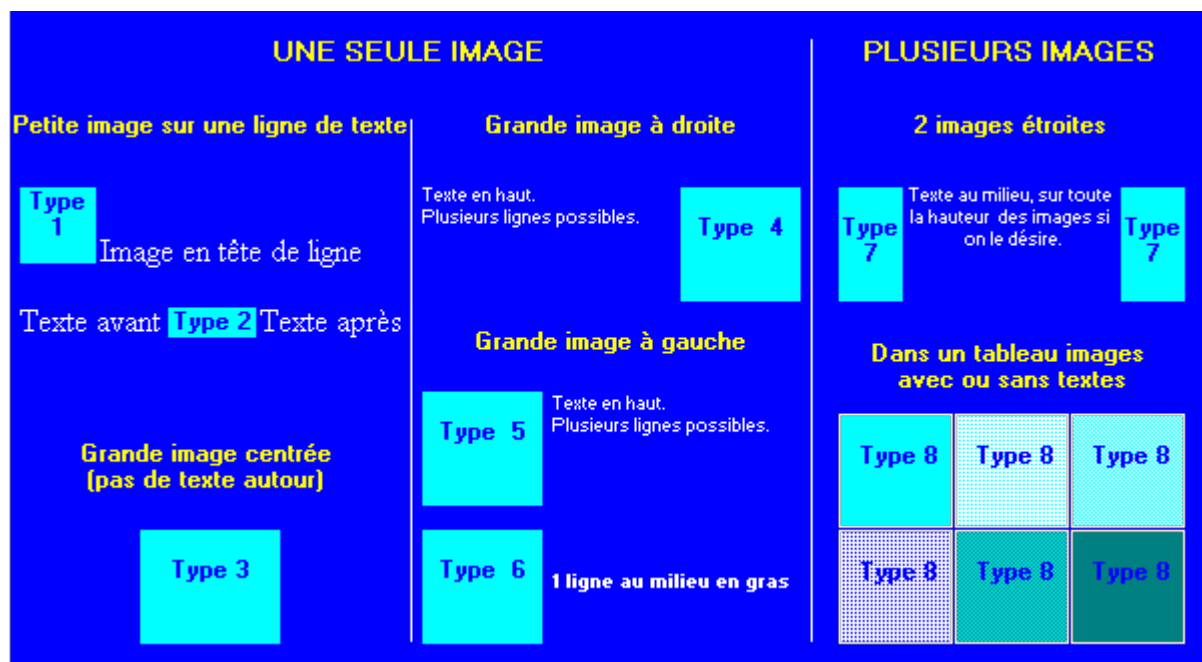 UNE SEULE IMAGE
Petite image sur une ligne de texte
Type
1
Image en tête de ligne
Texte avant Type 2 Texte après
Grande image centrée
(pas de texte autour)
Type 3
Grande image à droite
Texte en haut.
Plusieurs lignes possibles.
Type 4
Grande image à gauche
Type 5
Texte en haut.
Plusieurs lignes possibles.
Type 6
1 ligne au milieu en gras
PLUSIEURS IMAGES
2 images étroites
Type
7
Texte au milieu, sur toute
la hauteur des images si
on le désire.
Type
7
Dans un tableau images
avec ou sans textes
Type 8 Type 8 Type 8
Type 8 Type 8 Type 8